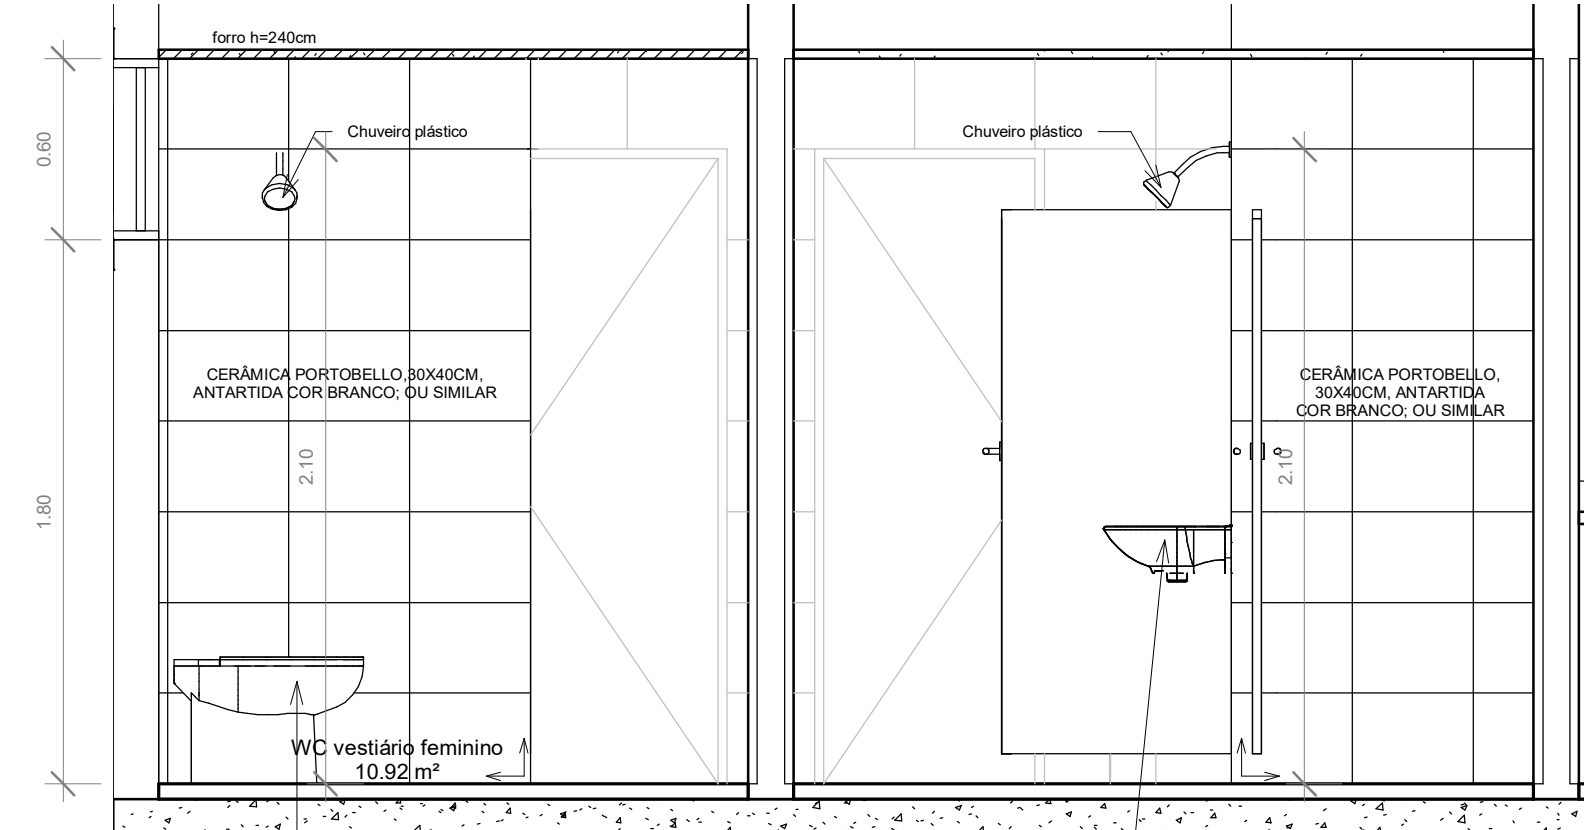 forro h=240cm
Chuveiro plástico
Chuveiro plástico
0.60
CERÂMICA PORTOBELLO,30X40CM,
ANTARTIDA COR BRANCO; OU SIMILAR
CERÂMICA PORTOBELLO,
30X40CM, ANTARTIDA
COR BRANCO; OU SIMILAR
2.10
2.10
1.80
WC vestiário feminino
10.92 m²